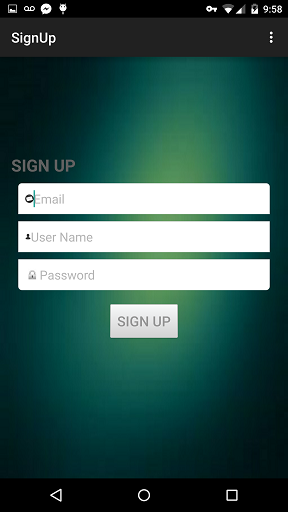 9:58
SignUp
SIGN UP
Email
User Name
Password
SIGN UP